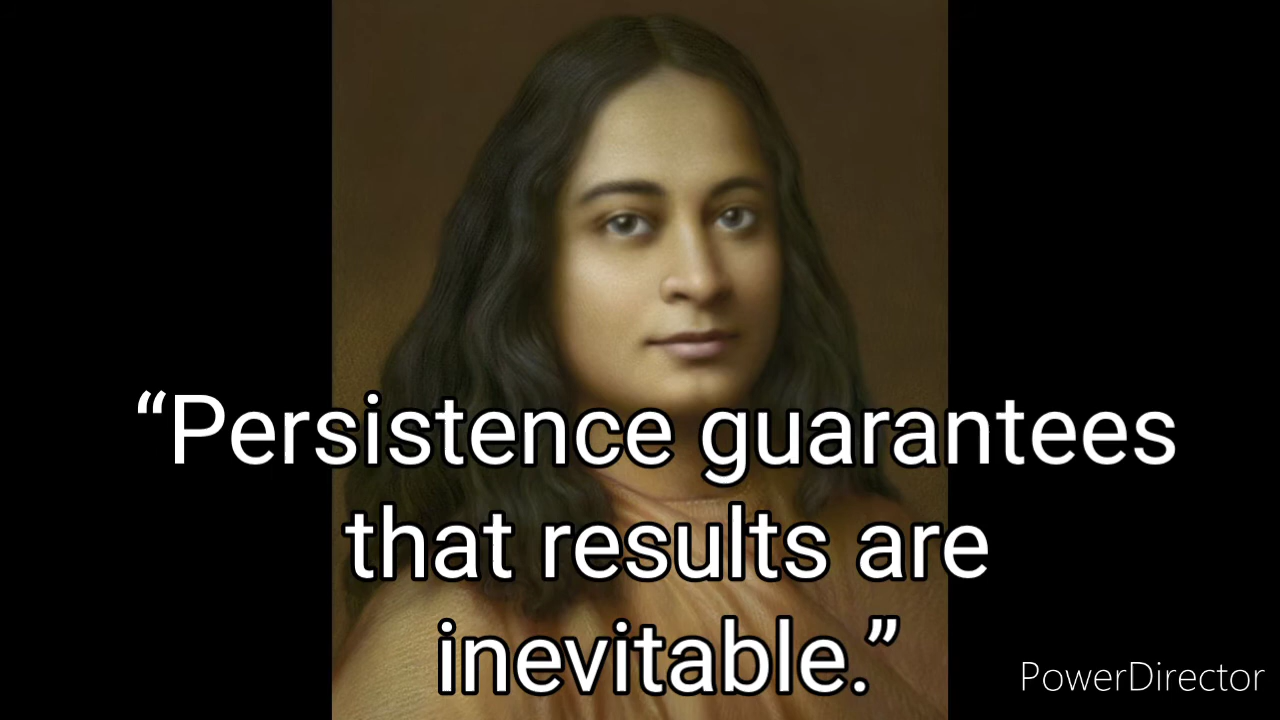 “Persistence guarantees
that results are
inevitable.”
PowerDirector